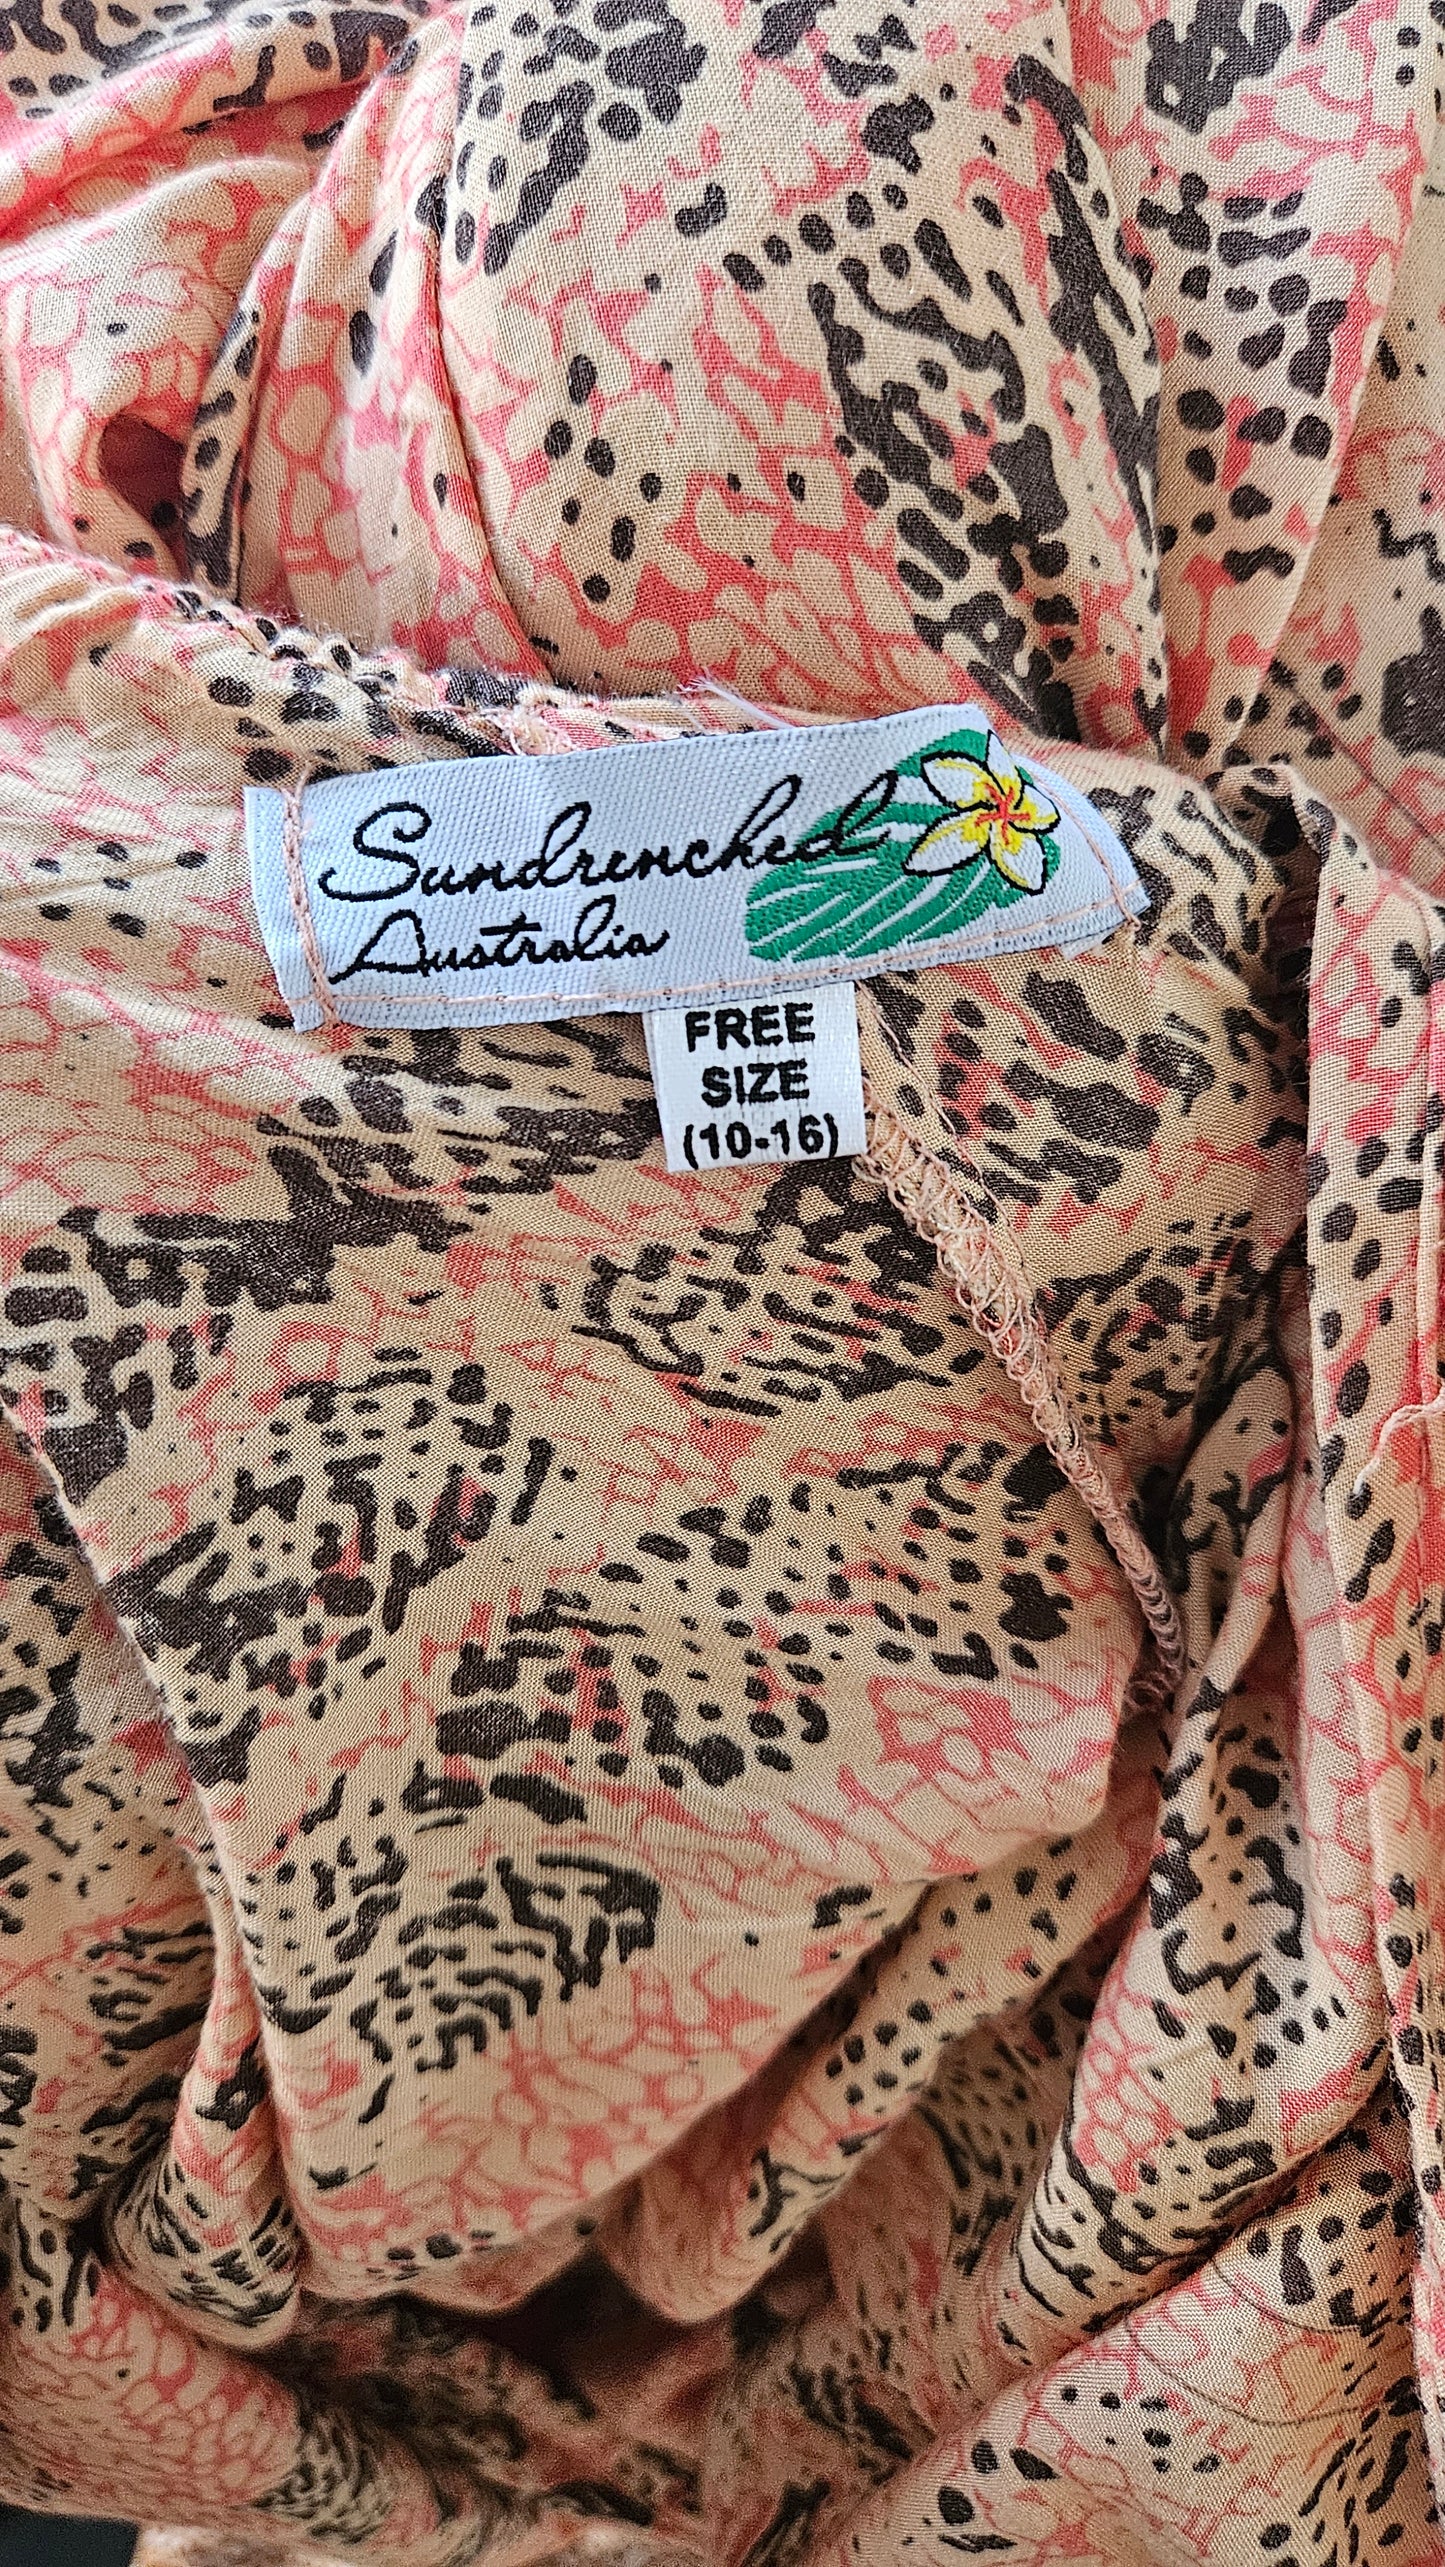 Sundrenched
Australia
FREE
SIZE
(10-16)